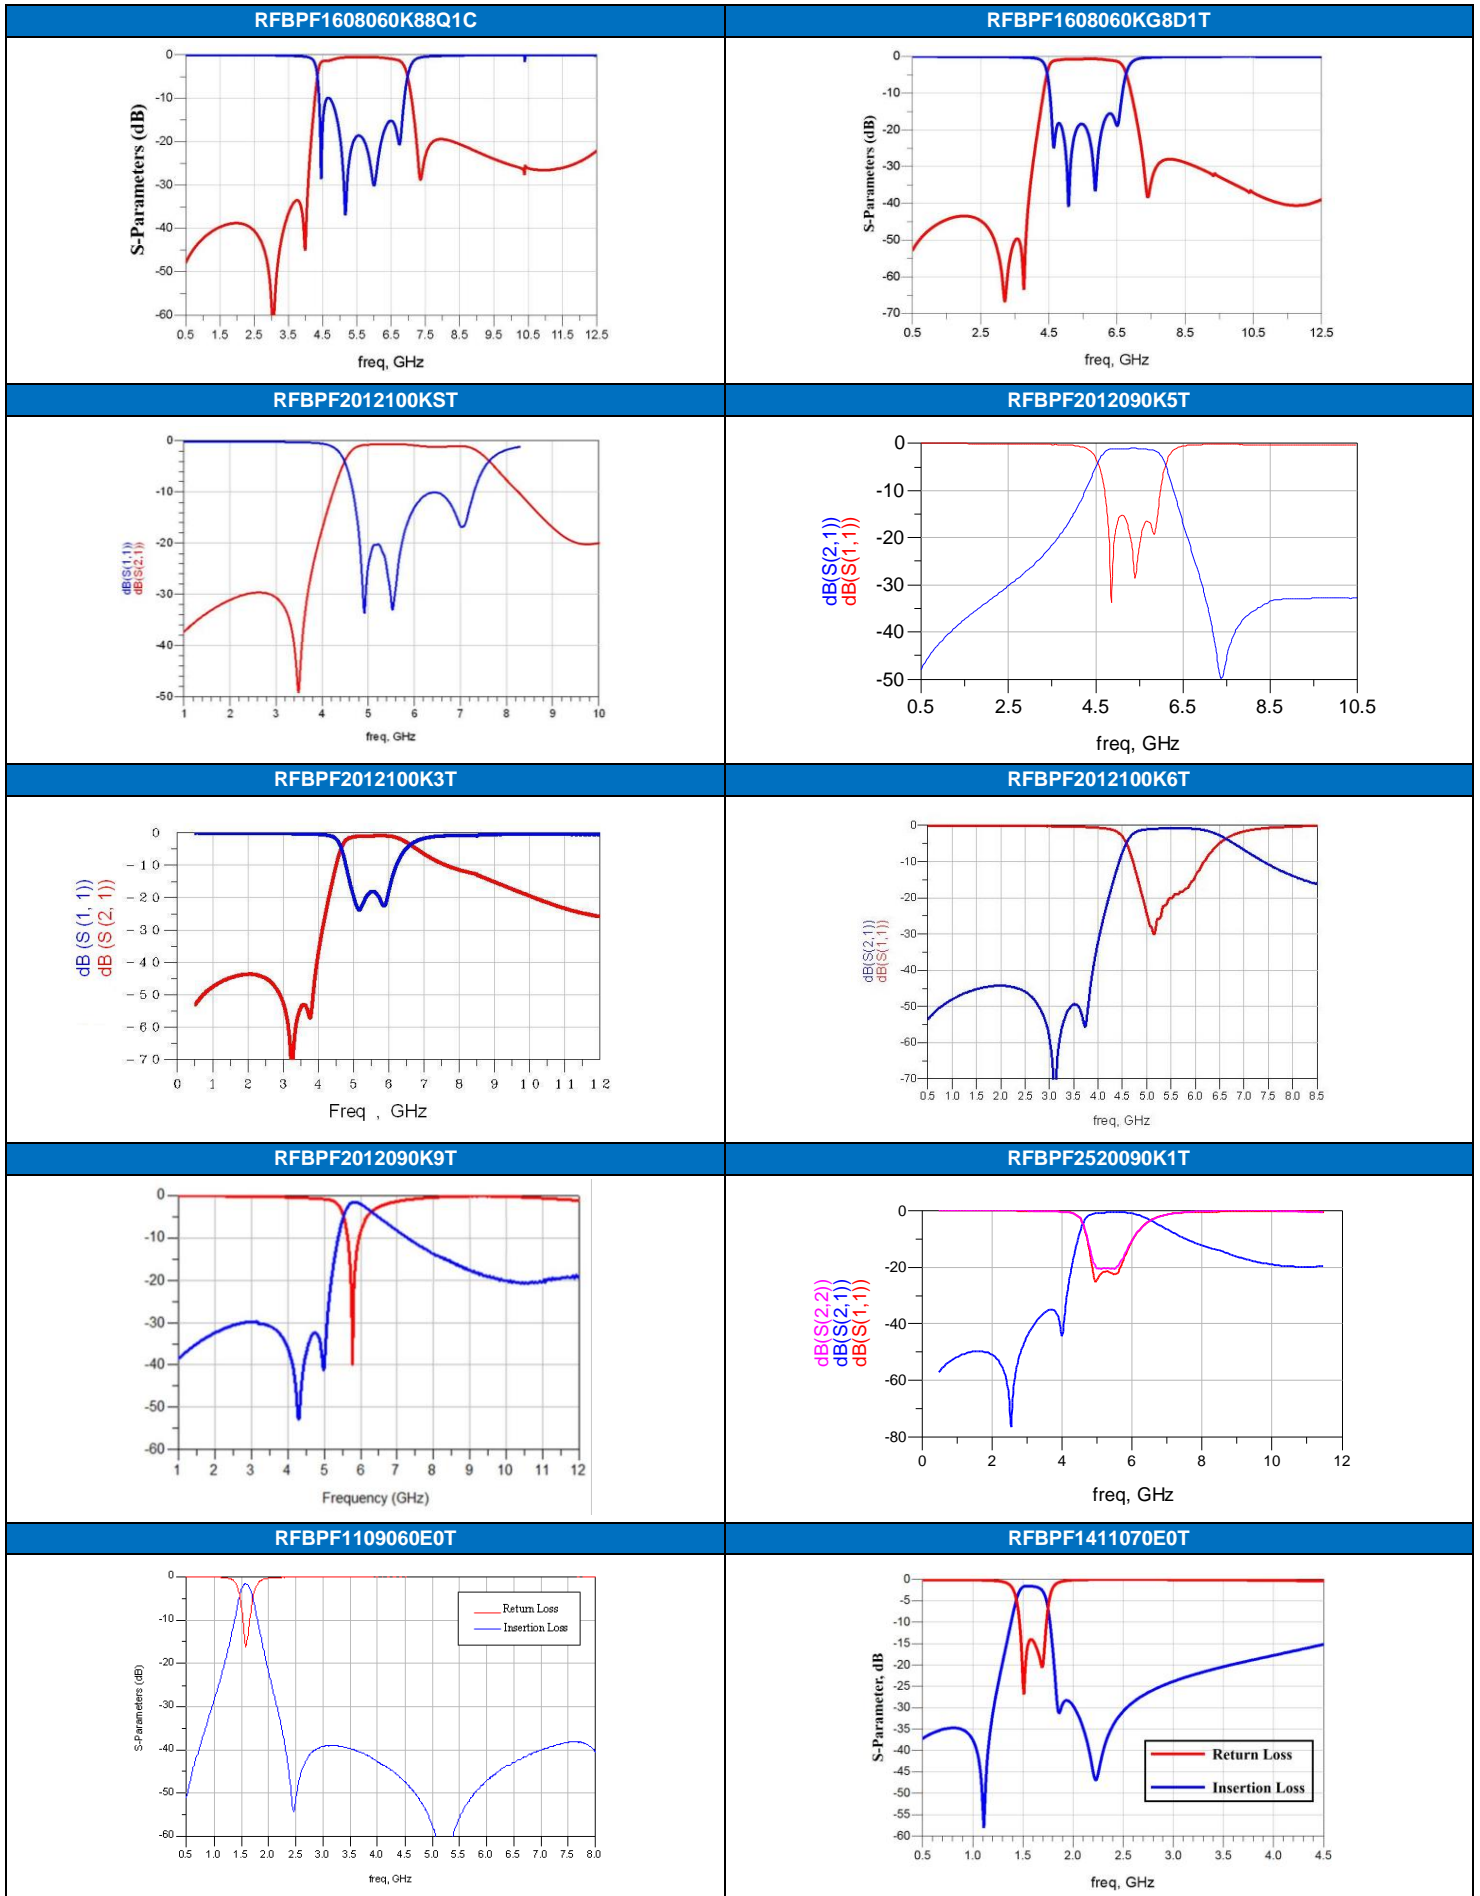 RFBPF1608060K88Q1C
RFBPF1608060KG8D1T
S-Parameters (dB)
0
-10
-20
-30
-40
-50
-60
0.5 1.5 2.5 3.5 4.5 5.5 6.5 7.5 8.5 9.5 10.5 11.5 12.5
freq, GHz
S-Parameters (dB)
0
-10
-20
-30
-40
-50
-60
-70
0.5 2.5 4.5 6.5 8.5 10.5 12.5
freq, GHz
RFBPF2012100KST
RFBPF2012090K5T
dB(S(1,1))
dB(S(2,1))
0
-10
-20
-30
-40
-50
1 2 3 4 5 6 7 8 9 10
freq, GHz
dB(S(2,1))
dB(S(1,1))
0
-10
-20
-30
-40
-50
0.5 2.5 4.5 6.5 8.5 10.5
freq, GHz
RFBPF2012100K3T
RFBPF2012100K6T
dB (S (1, 1))
dB (S (2, 1))
0
-10
-20
-30
-40
-50
-60
-70
0 1 2 3 4 5 6 7 8 9 10 11 12
Freq , GHz
dB(S(2,1))
dB(S(1,1))
0
-10
-20
-30
-40
-50
-60
-70
0.5 1.0 1.5 2.0 2.5 3.0 3.5 4.0 4.5 5.0 5.5 6.0 6.5 7.0 7.5 8.0 8.5
freq, GHz
RFBPF2012090K9T
RFBPF2520090K1T
0
-10
-20
-30
-40
-50
-60
1 2 3 4 5 6 7 8 9 10 11 12
Frequency (GHz)
dB(S(2,2))
dB(S(2,1))
dB(S(1,1))
0
-20
-40
-60
-80
0 2 4 6 8 10 12
freq, GHz
RFBPF1109060E0T
RFBPF1411070E0T
S-Parameters (dB)
0
-10
-20
-30
-40
-50
-60
Return Loss
Insertion Loss
0.5 1.0 1.5 2.0 2.5 3.0 3.5 4.0 4.5 5.0 5.5 6.0 6.5 7.0 7.5 8.0
freq, GHz
S-Parameter, dB
0
-5
-10
-15
-20
-25
-30
-35
-40
-45
-50
-55
-60
Return Loss
Insertion Loss
0.5 1.0 1.5 2.0 2.5 3.0 3.5 4.0 4.5
freq, GHz